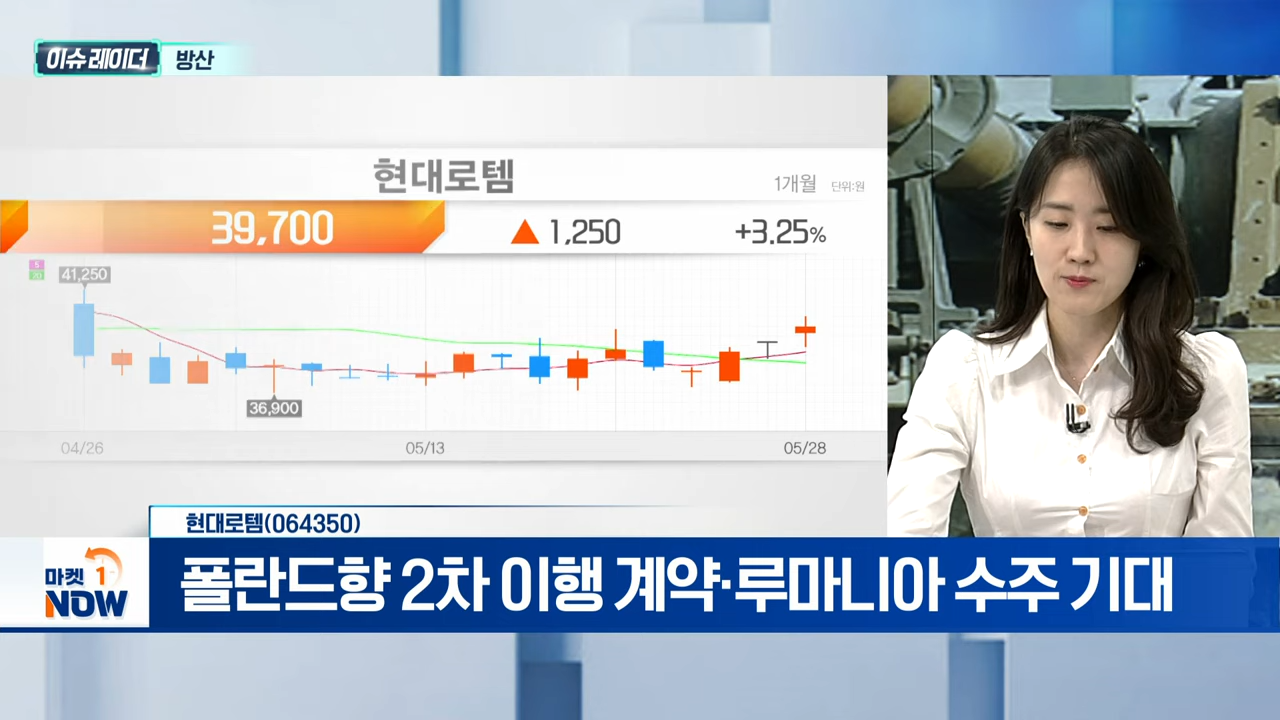 이슈레이더 방산
현대로템
1개월 단위:원
39,700 ▲ 1,250 +3.25%
5
20
41,250
36,900
04/26 05/13 05/28
현대로템(064350)
마켓 1
NOW
폴란드향 2차 이행 계약·루마니아 수주 기대